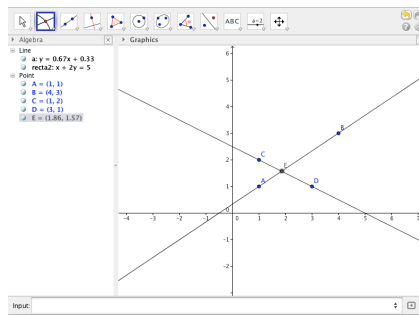 ABC
a=2
Algebra
Graphics
Line
a: y = 0.67x + 0.33
recta2: x + 2y = 5
Point
A = (1, 1)
B = (4, 3)
C = (1, 2)
D = (3, 1)
E = (1.86, 1.57)
6
5
4
3
2
1
0
-1
-2
-4
-3
-2
-1
0
1
2
3
4
5
6
A
B
C
D
E
Input: